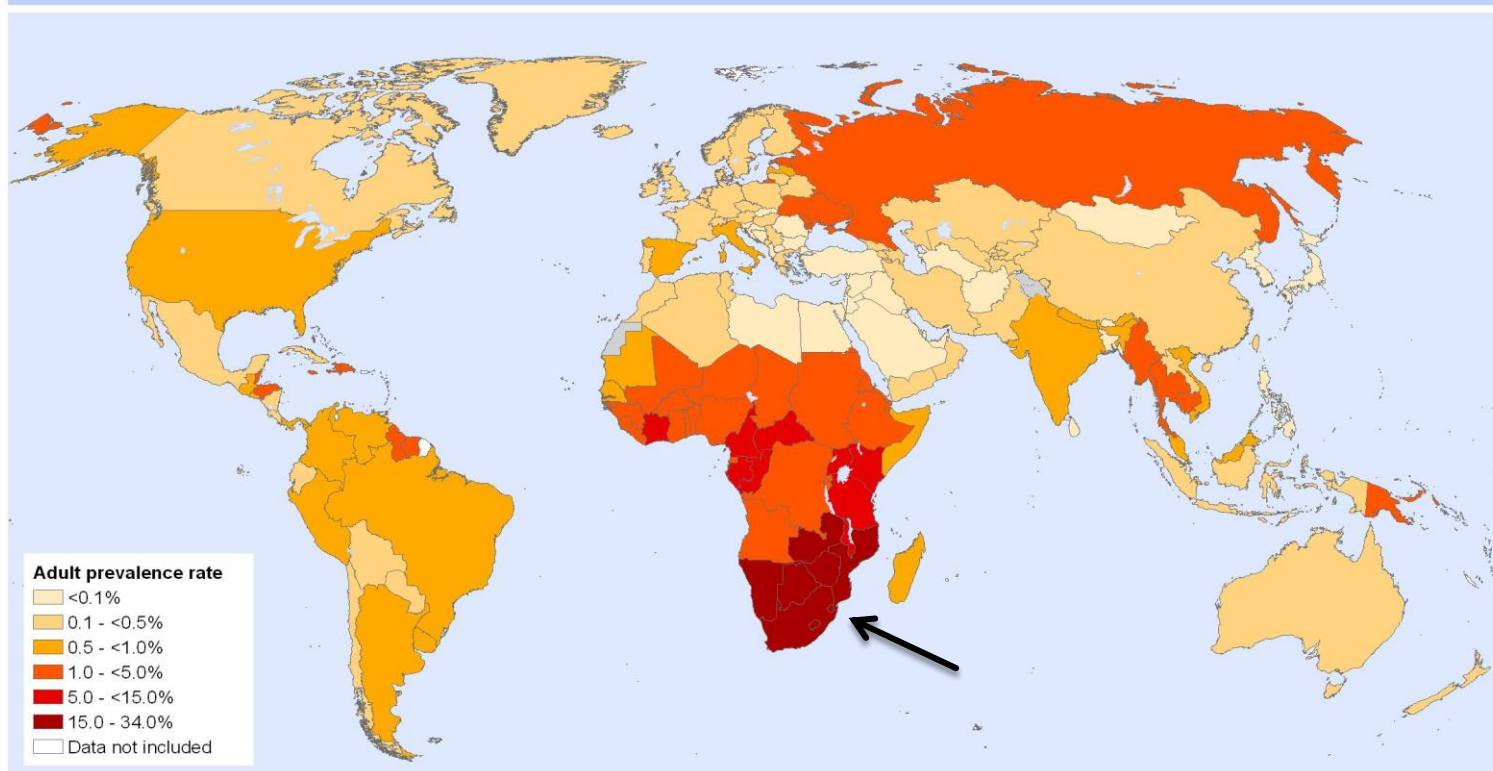 Adult prevalence rate
<0.1%
0.1 - <0.5%
0.5 - <1.0%
1.0 - <5.0%
5.0 - <15.0%
15.0 - 34.0%
Data not included